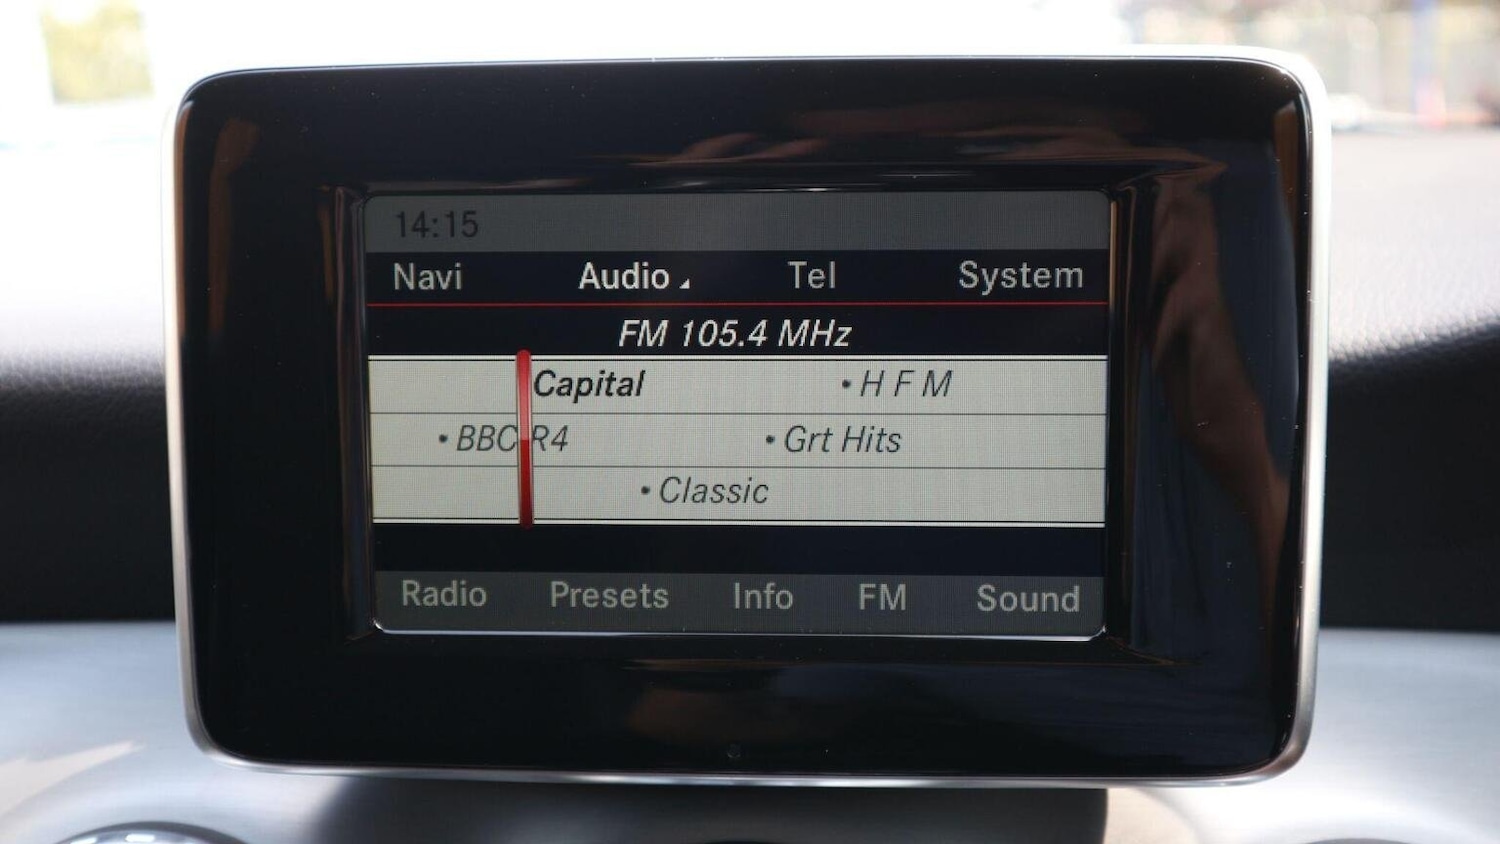 14:15
Navi Audio Tel System
FM 105.4 MHz
Capital • H F M
• BBC R4 • Grt Hits
• Classic
Radio Presets Info FM Sound